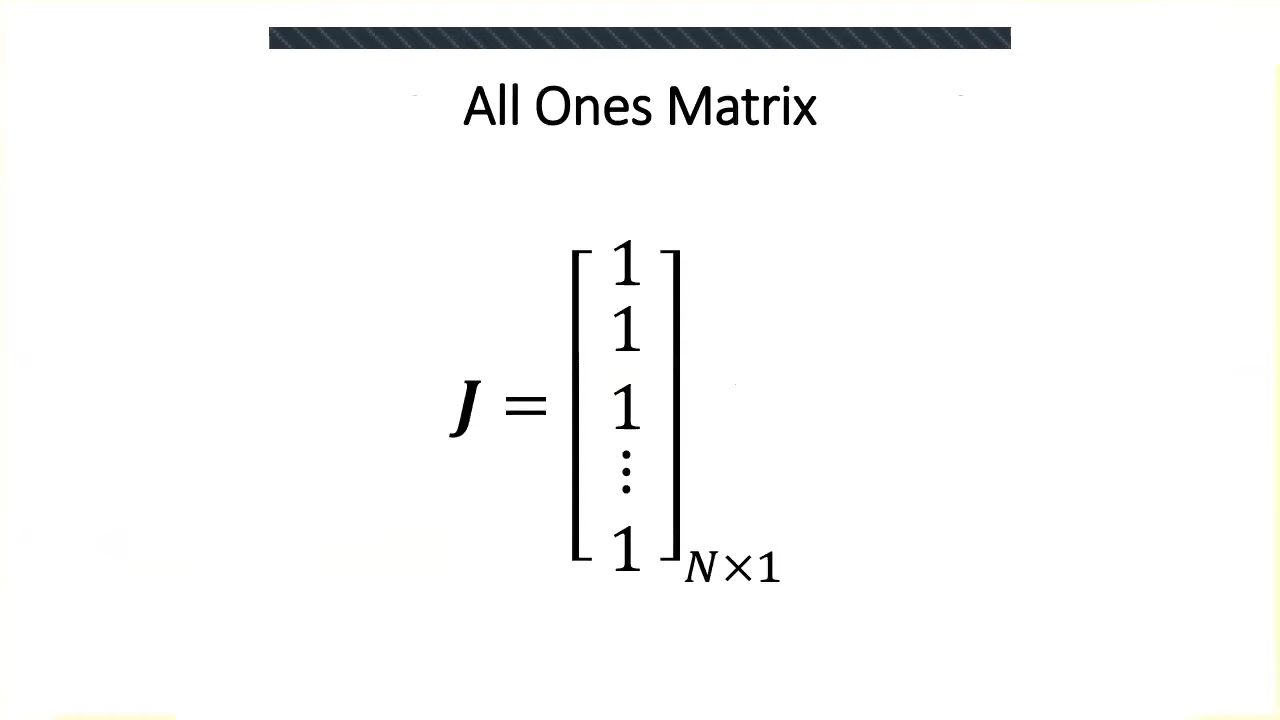 All Ones Matrix
J = [
1
1
1
⋮
1
] N×1